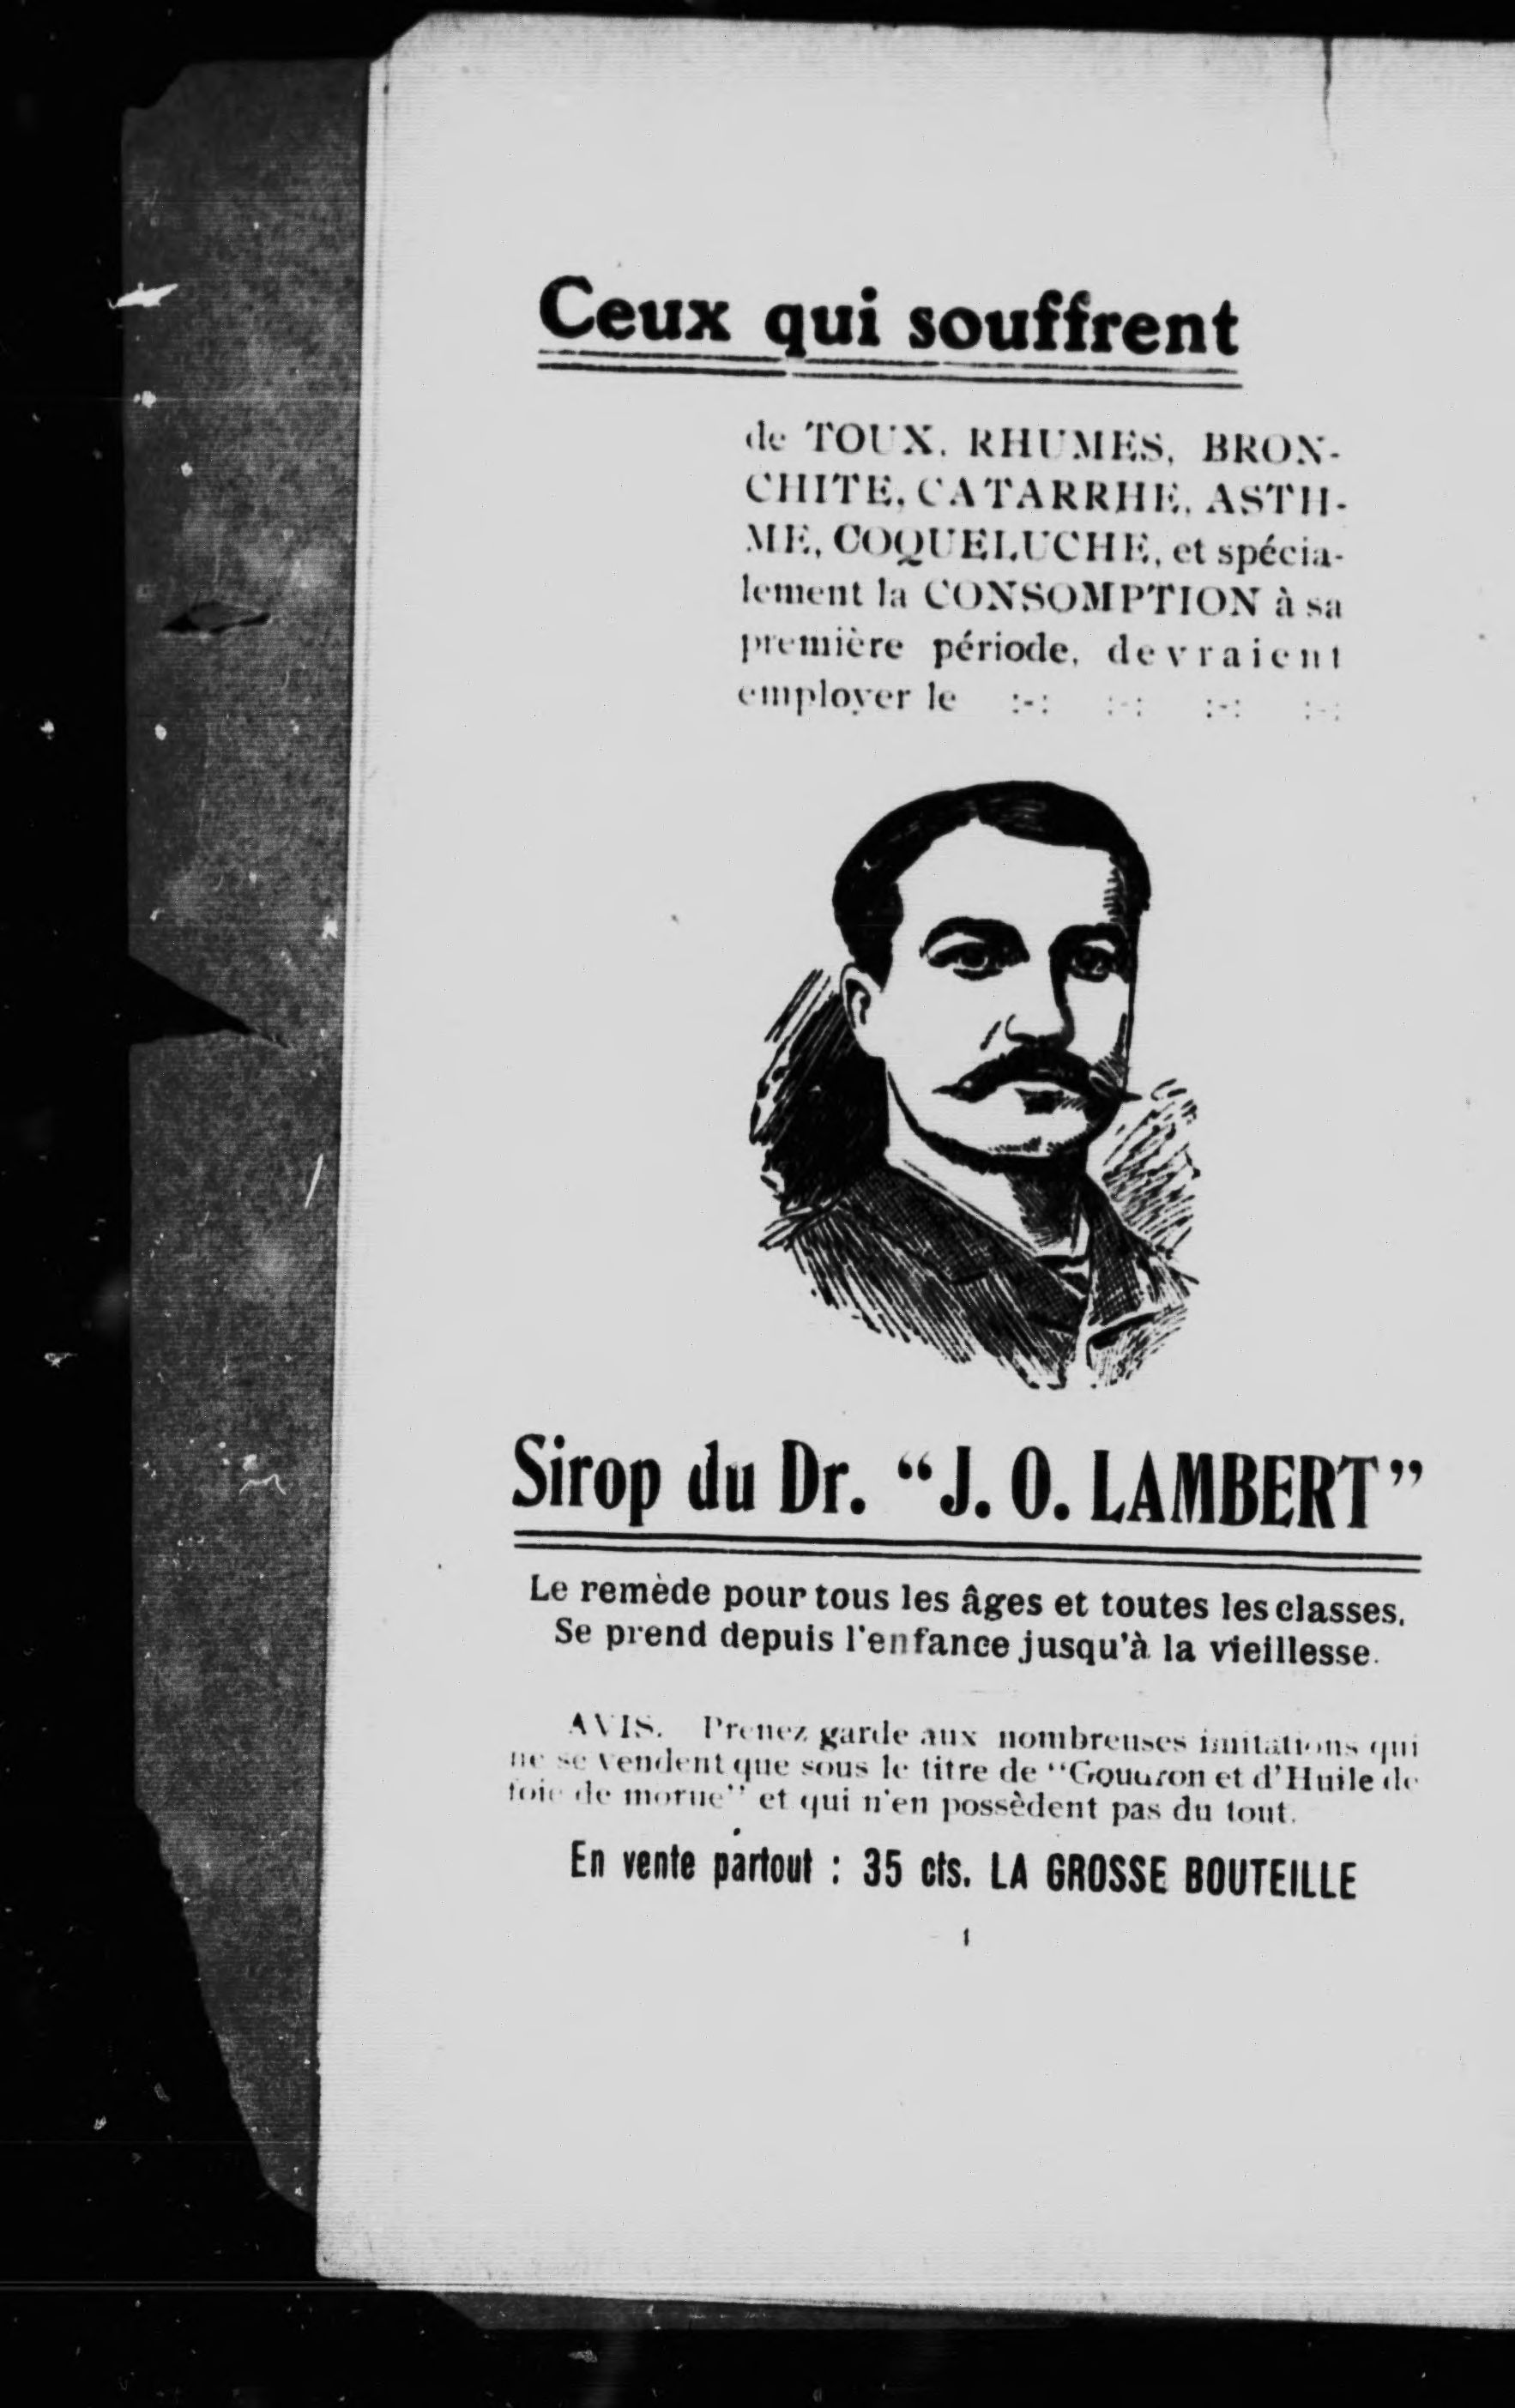 Ceux qui souffrent
de TOUX, RHUMES, BRON-
CHITE, CATARRHE, ASTH-
ME, COQUELUCHE, et spécia-
lement la CONSOMPTION à sa
première période, devraient
employer le :-: :-: :-: :-:
Sirop du Dr. “J. O. LAMBERT”
Le remède pour tous les âges et toutes les classes.
Se prend depuis l'enfance jusqu'à la vieillesse.
AVIS. Prenez garde aux nombreuses imitations qui
ne se vendent que sous le titre de “Goudron et d'Huile de
foie de morue” et qui n'en possèdent pas du tout.
En vente partout : 35 cts. LA GROSSE BOUTEILLE
1